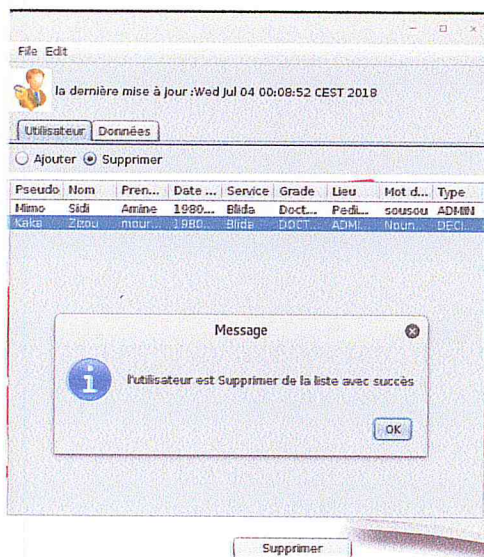 File Edit
la dernière mise à jour :Wed Jul 04 00:08:52 CEST 2018
Utilisateur Données
Ajouter Supprimer
Pseudo Nom Pren... Date ... Service Grade Lieu Mot d... Type
Mimo Sidi Amine 1980... Blida Doct... Pedi... sousou ADMIN
Kaka Zizou mour... 1980... Blida DOCT... ADMI... Noun... DECI...
Message
l'utilisateur est Supprimer de la liste avec succès
OK
Supprimer